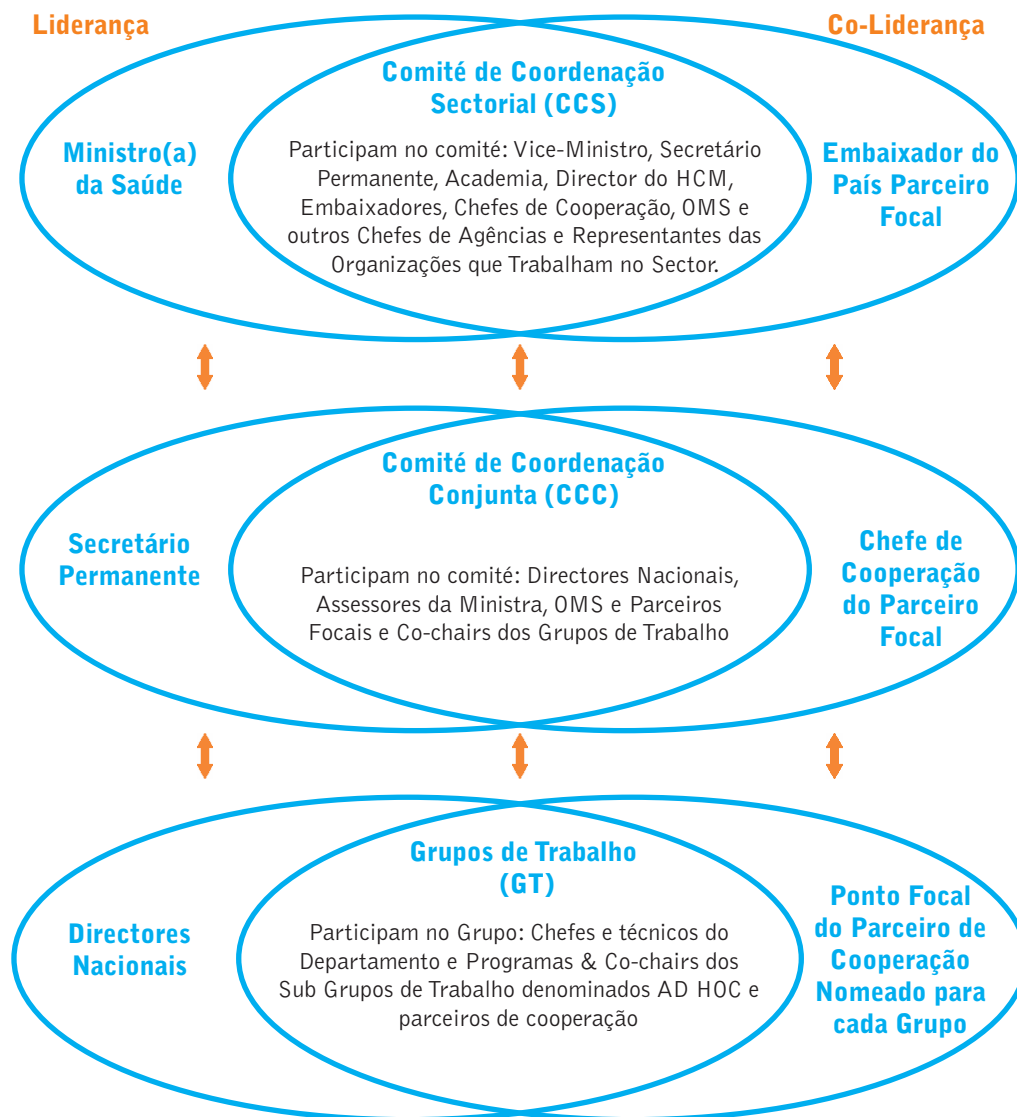 Liderança
Co-Liderança
Comité de Coordenação
Sectorial (CCS)
Ministro(a)
da Saúde
Participam no comité: Vice-Ministro, Secretário
Permanente, Academia, Director do HCM,
Embaixadores, Chefes de Cooperação, OMS e
outros Chefes de Agências e Representantes das
Organizações que Trabalham no Sector.
Embaixador do
País Parceiro
Focal
Comité de Coordenação
Conjunta (CCC)
Secretário
Permanente
Participam no comité: Directores Nacionais,
Assessores da Ministra, OMS e Parceiros
Focais e Co-chairs dos Grupos de Trabalho
Chefe de
Cooperação
do Parceiro
Focal
Grupos de Trabalho
(GT)
Directores
Nacionais
Participam no Grupo: Chefes e técnicos do
Departamento e Programas & Co-chairs dos
Sub Grupos de Trabalho denominados AD HOC e
parceiros de cooperação
Ponto Focal
do Parceiro de
Cooperação
Nomeado para
cada Grupo